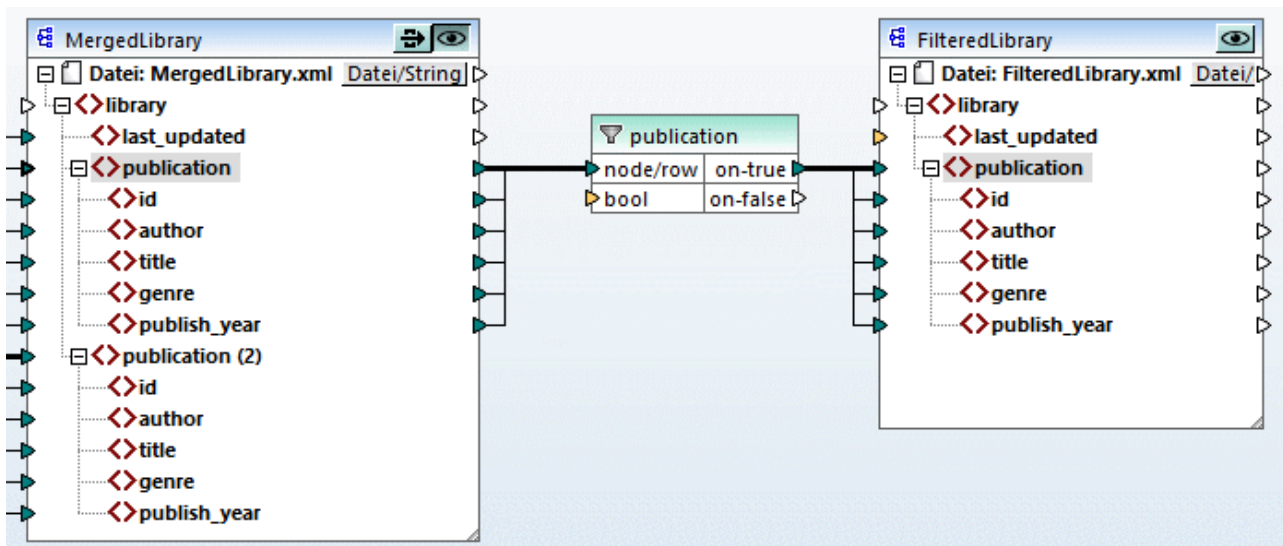 MergedLibrary
Datei: MergedLibrary.xml Datei/String
library
last_updated
publication
id
author
title
genre
publish_year
publication (2)
id
author
title
genre
publish_year
publication
node/row on-true
bool on-false
FilteredLibrary
Datei: FilteredLibrary.xml Datei/
library
last_updated
publication
id
author
title
genre
publish_year